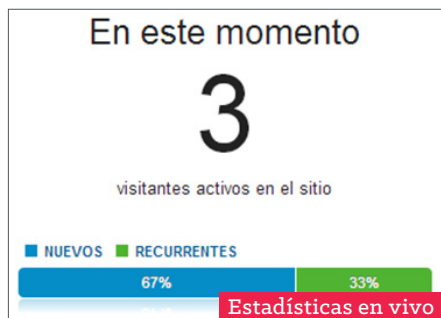 En este momento
3
visitantes activos en el sitio
NUEVOS RECURRENTES
67% 33%
Estadísticas en vivo